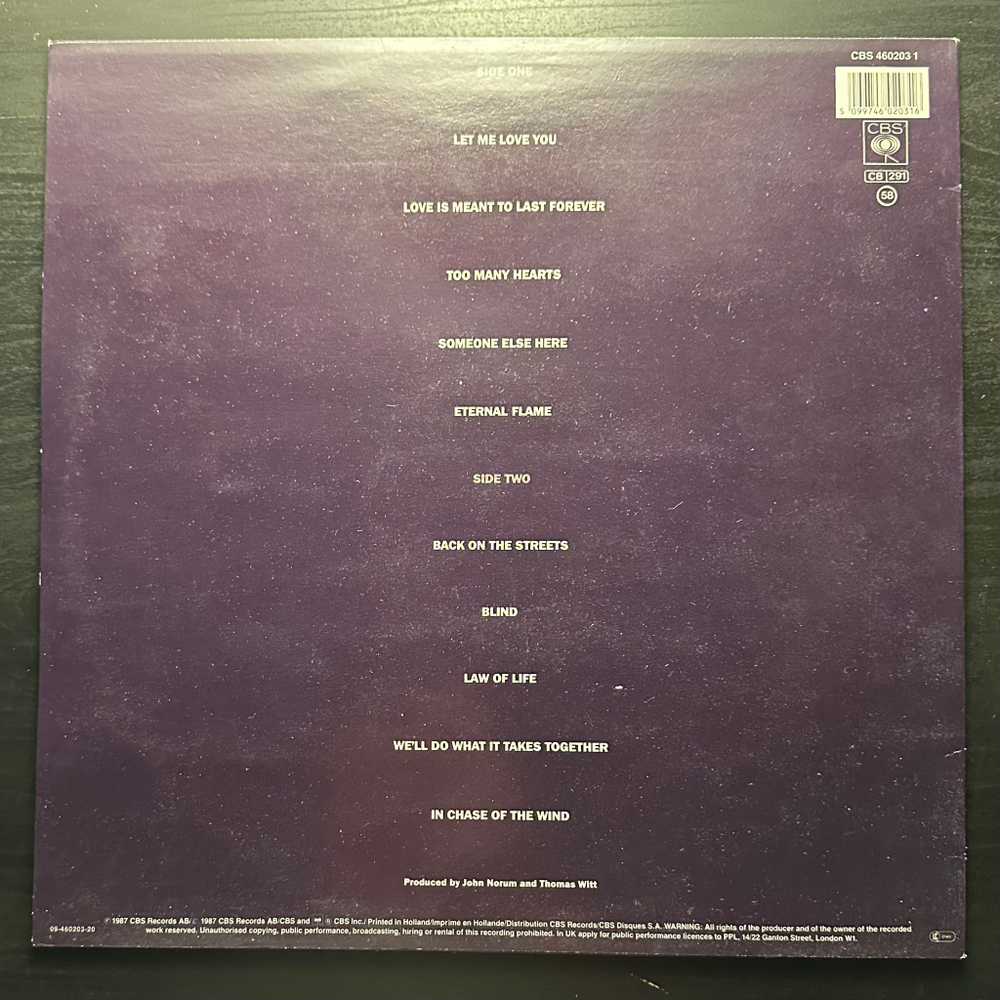 CBS 460203 1
SIDE ONE
5 099746 020316
CBS
CB 291
58
LET ME LOVE YOU
LOVE IS MEANT TO LAST FOREVER
TOO MANY HEARTS
SOMEONE ELSE HERE
ETERNAL FLAME
SIDE TWO
BACK ON THE STREETS
BLIND
LAW OF LIFE
WE'LL DO WHAT IT TAKES TOGETHER
IN CHASE OF THE WIND
Produced by John Norum and Thomas Witt
℗ 1987 CBS Records AB/© 1987 CBS Records AB/CBS and ® CBS Inc./ Printed in Holland/Imprimé en Hollande/Distribution CBS Records/CBS Disques S.A. WARNING: All rights of the producer and of the owner of the recorded
work reserved. Unauthorised copying, public performance, broadcasting, hiring or rental of this recording prohibited. In UK apply for public performance licences to PPL, 14/22 Ganton Street, London W1.
08-460203-20